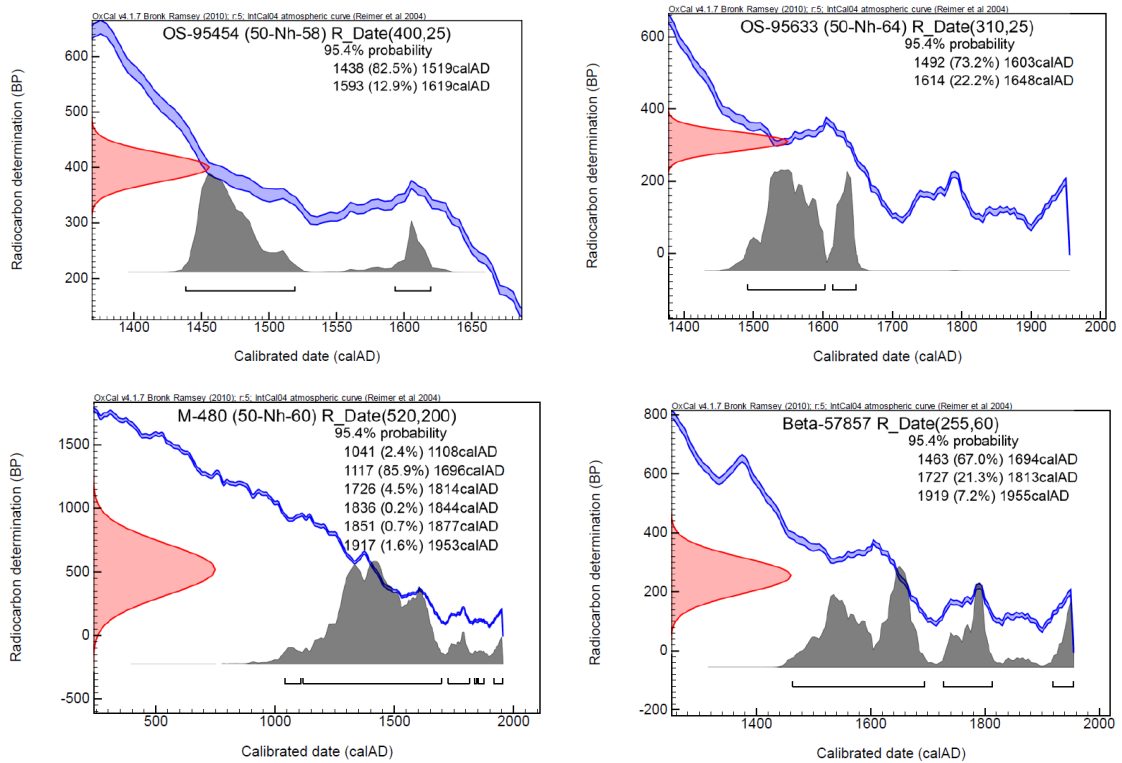 OxCal v4.1.7 Bronk Ramsey (2010); r:5; IntCal04 atmospheric curve (Reimer et al 2004)
OS-95454 (50-Nh-58) R_Date(400,25)
95.4% probability
1438 (82.5%) 1519calAD
1593 (12.9%) 1619calAD
Radiocarbon determination (BP)
600
500
400
300
200
1400
1450
1500
1550
1600
1650
Calibrated date (calAD)
OxCal v4.1.7 Bronk Ramsey (2010); r:5; IntCal04 atmospheric curve (Reimer et al 2004)
OS-95633 (50-Nh-64) R_Date(310,25)
95.4% probability
1492 (73.2%) 1603calAD
1614 (22.2%) 1648calAD
Radiocarbon determination (BP)
600
400
200
0
1400
1500
1600
1700
1800
1900
2000
Calibrated date (calAD)
OxCal v4.1.7 Bronk Ramsey (2010); r:5; IntCal04 atmospheric curve (Reimer et al 2004)
M-480 (50-Nh-60) R_Date(520,200)
95.4% probability
1041 (2.4%) 1108calAD
1117 (85.9%) 1696calAD
1726 (4.5%) 1814calAD
1836 (0.2%) 1844calAD
1851 (0.7%) 1877calAD
1917 (1.6%) 1953calAD
Radiocarbon determination (BP)
1500
1000
500
0
-500
500
1000
1500
2000
Calibrated date (calAD)
OxCal v4.1.7 Bronk Ramsey (2010); r:5; IntCal04 atmospheric curve (Reimer et al 2004)
Beta-57857 R_Date(255,60)
95.4% probability
1463 (67.0%) 1694calAD
1727 (21.3%) 1813calAD
1919 (7.2%) 1955calAD
Radiocarbon determination (BP)
800
600
400
200
0
-200
1400
1600
1800
2000
Calibrated date (calAD)